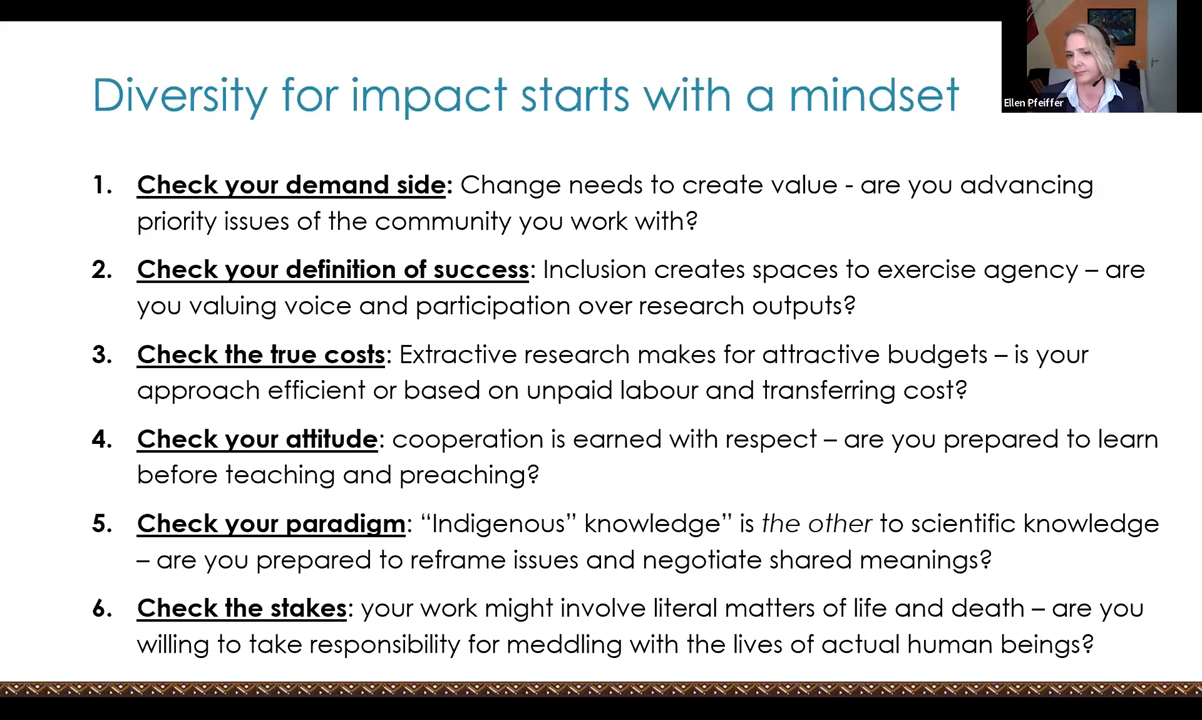 Diversity for impact starts with a mindset
Ellen Pfeiffer
1. Check your demand side: Change needs to create value - are you advancing
priority issues of the community you work with?
2. Check your definition of success: Inclusion creates spaces to exercise agency – are
you valuing voice and participation over research outputs?
3. Check the true costs: Extractive research makes for attractive budgets – is your
approach efficient or based on unpaid labour and transferring cost?
4. Check your attitude: cooperation is earned with respect – are you prepared to learn
before teaching and preaching?
5. Check your paradigm: “Indigenous” knowledge” is the other to scientific knowledge
– are you prepared to reframe issues and negotiate shared meanings?
6. Check the stakes: your work might involve literal matters of life and death – are you
willing to take responsibility for meddling with the lives of actual human beings?